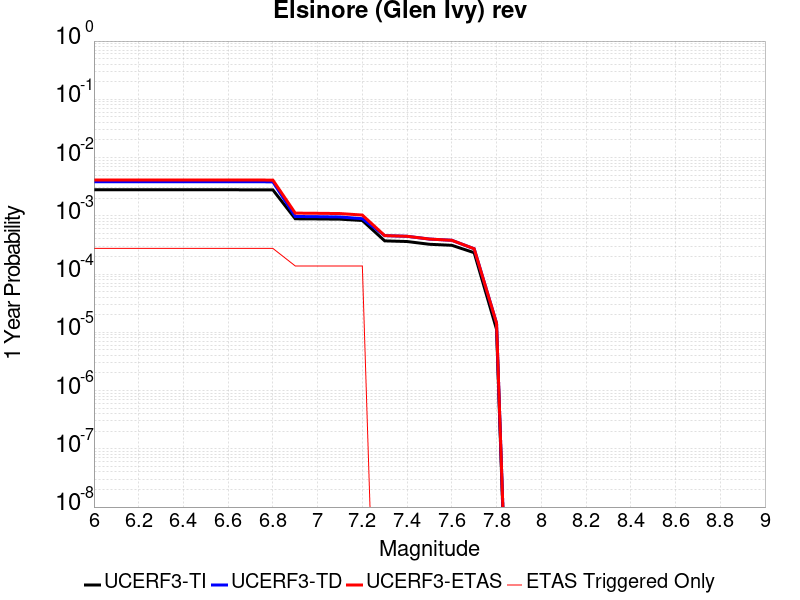 Elsinore (Glen Ivy) rev
10^0
10^-1
10^-2
10^-3
10^-4
10^-5
10^-6
10^-7
10^-8
1 Year Probability
6 6.2 6.4 6.6 6.8 7 7.2 7.4 7.6 7.8 8 8.2 8.4 8.6 8.8 9
Magnitude
UCERF3-TI UCERF3-TD UCERF3-ETAS ETAS Triggered Only